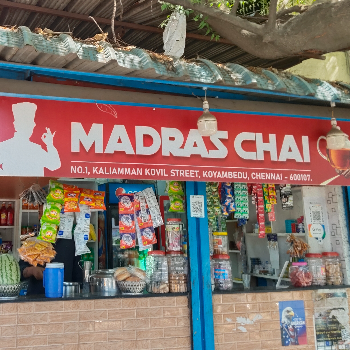 MADRAS CHAI
NO.1, KALIAMMAN KOVIL STREET, KOYAMBEDU, CHENNAI - 600107.